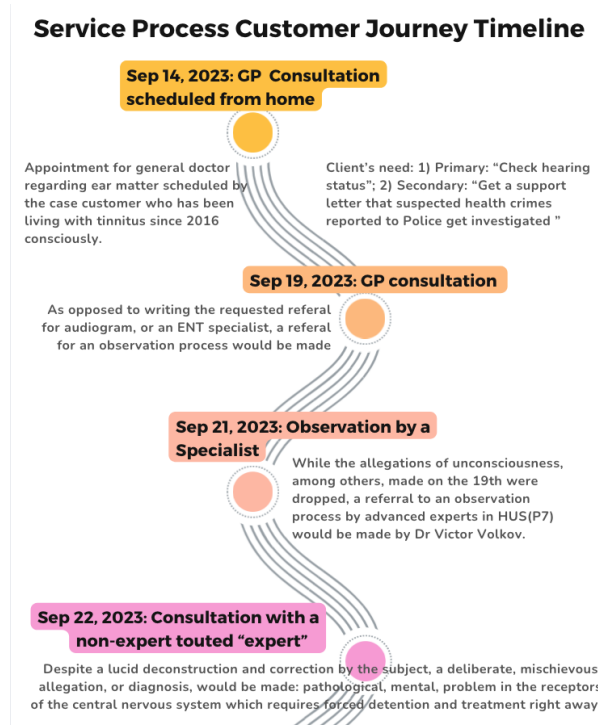 Service Process Customer Journey Timeline
Sep 14, 2023: GP Consultation
scheduled from home
Appointment for general doctor
regarding ear matter scheduled by
the case customer who has been
living with tinnitus since 2016
consciously.
Client's need: 1) Primary: “Check hearing
status”; 2) Secondary: “Get a support
letter that suspected health crimes
reported to Police get investigated ”
Sep 19, 2023: GP consultation
As opposed to writing the requested referal
for audiogram, or an ENT specialist, a referal
for an observation process would be made
Sep 21, 2023: Observation by a
Specialist
While the allegations of unconsciousness,
among others, made on the 19th were
dropped, a referral to an observation
process by advanced experts in HUS(P7)
would be made by Dr Victor Volkov.
Sep 22, 2023: Consultation with a
non-expert touted “expert”
Despite a lucid deconstruction and correction by the subject, a deliberate, mischievous
allegation, or diagnosis, would be made: pathological, mental, problem in the receptors
of the central nervous system which requires forced detention and treatment right away